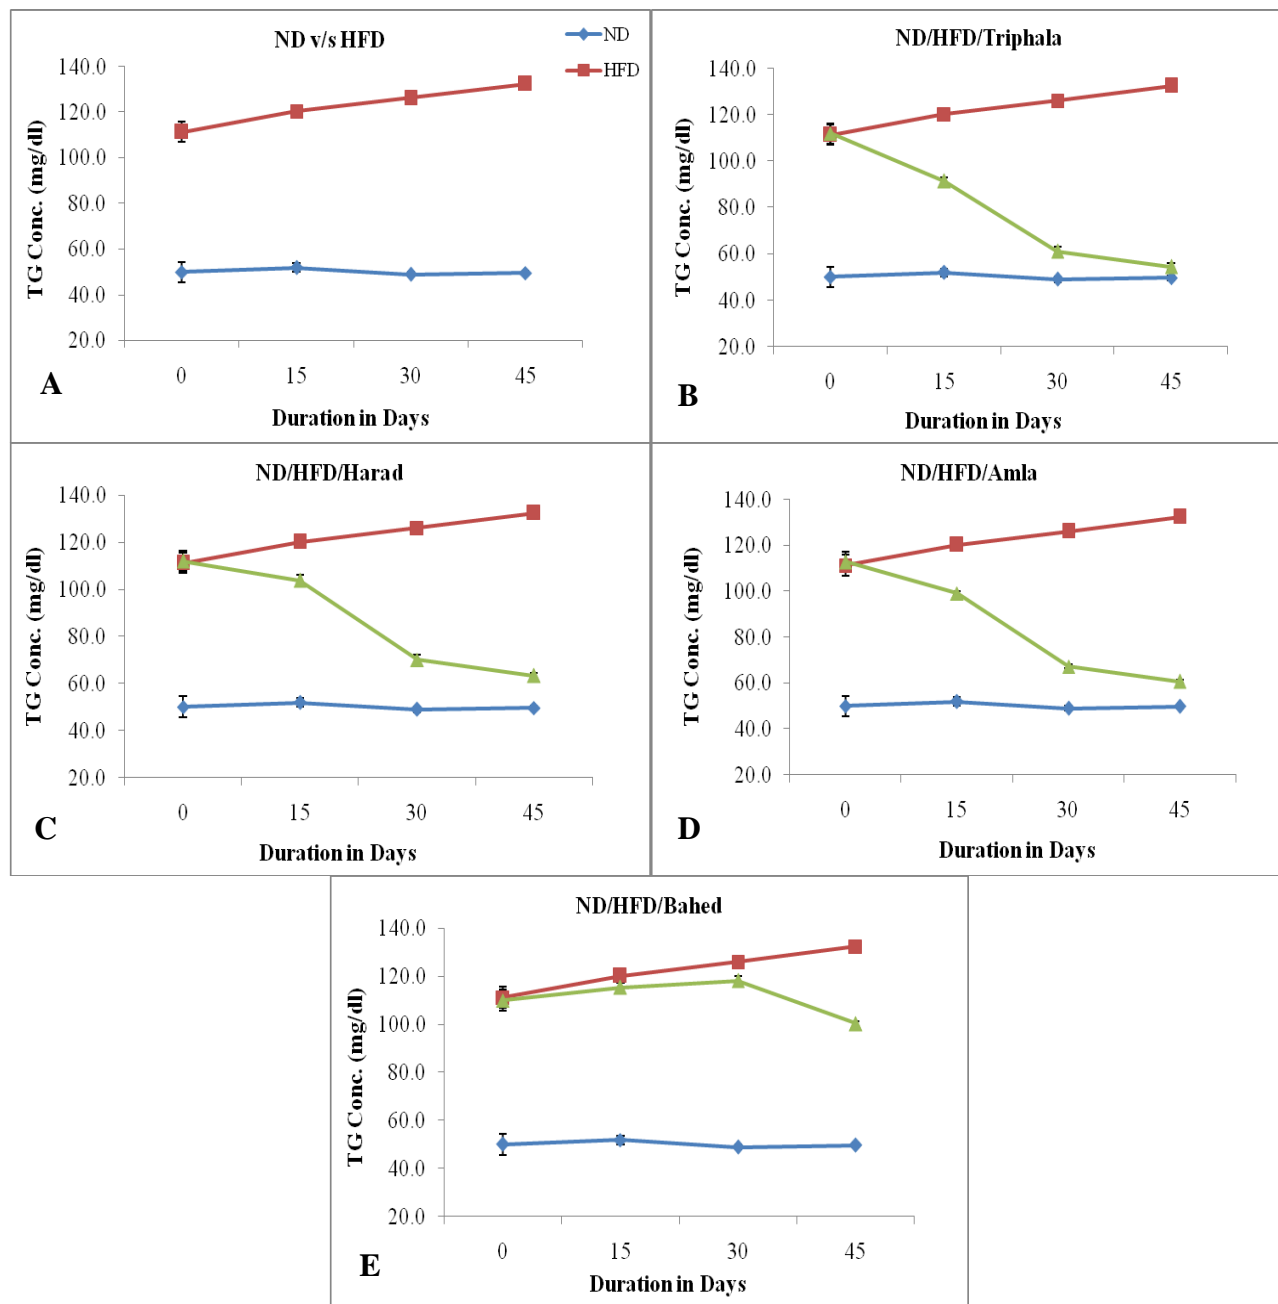 ND v/s HFD
ND
HFD
TG Conc. (mg/dl)
140.0
120.0
100.0
80.0
60.0
40.0
20.0
0 15 30 45
Duration in Days
A
ND/HFD/Triphala
TG Conc. (mg/dl)
140.0
120.0
100.0
80.0
60.0
40.0
20.0
0 15 30 45
Duration in Days
B
ND/HFD/Harad
TG Conc. (mg/dl)
140.0
120.0
100.0
80.0
60.0
40.0
20.0
0 15 30 45
Duration in Days
C
ND/HFD/Amla
TG Conc. (mg/dl)
140.0
120.0
100.0
80.0
60.0
40.0
20.0
0 15 30 45
Duration in Days
D
ND/HFD/Bahed
TG Conc. (mg/dl)
140.0
120.0
100.0
80.0
60.0
40.0
20.0
0 15 30 45
Duration in Days
E